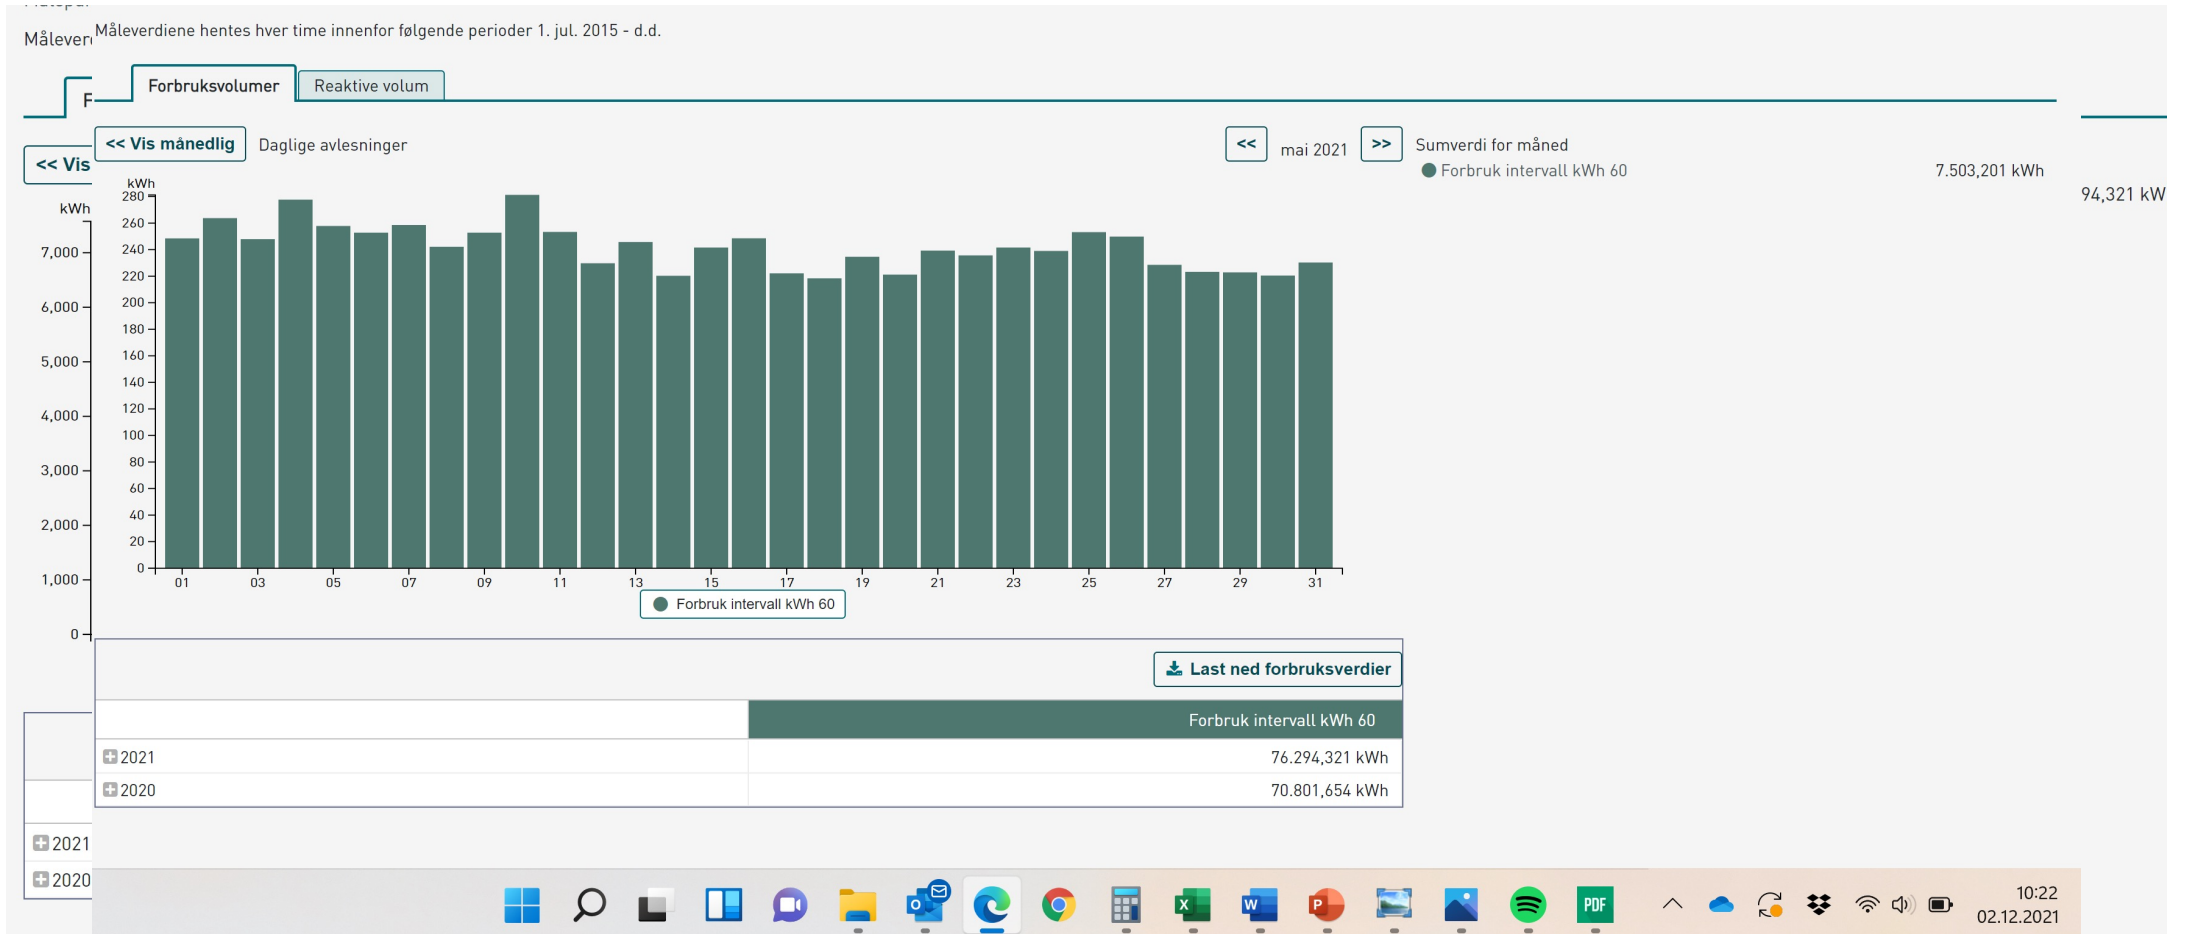 Måleverdiene hentes hver time innenfor følgende perioder 1. jul. 2015 - d.d.
Forbruksvolumer
Reaktive volum
<< Vis månedlig
Daglige avlesninger
<<
mai 2021
>>
Sumverdi for måned
Forbruk intervall kWh 60
7.503,201 kWh
<< Vis
94,321 kW
kWh
7,000
6,000
5,000
4,000
3,000
2,000
1,000
0
kWh
280
260
240
220
200
180
160
140
120
100
80
60
40
20
0
01 03 05 07 09 11 13 15 17 19 21 23 25 27 29 31
Forbruk intervall kWh 60
Last ned forbruksverdier
Forbruk intervall kWh 60
2021 76.294,321 kWh
2020 70.801,654 kWh
2021
2020
PDF
10:22
02.12.2021